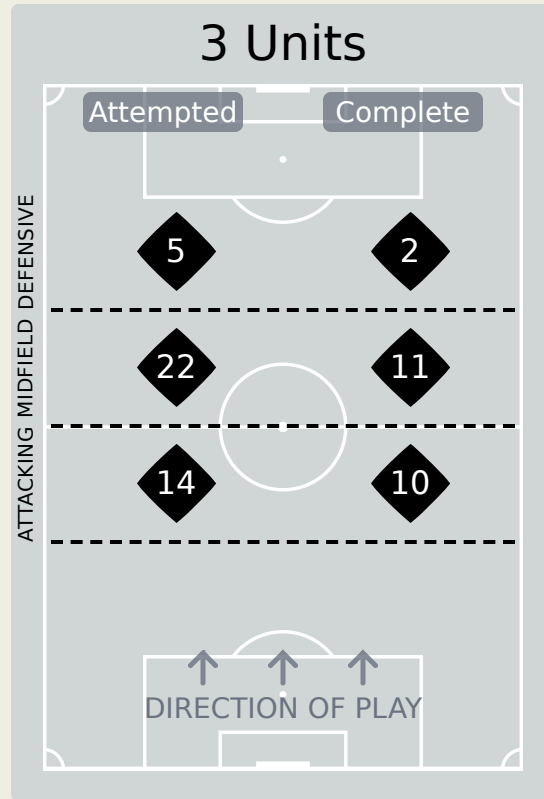 3 Units
Attempted Complete
5 2
22 11
14 10
ATTACKING MIDFIELD DEFENSIVE
DIRECTION OF PLAY